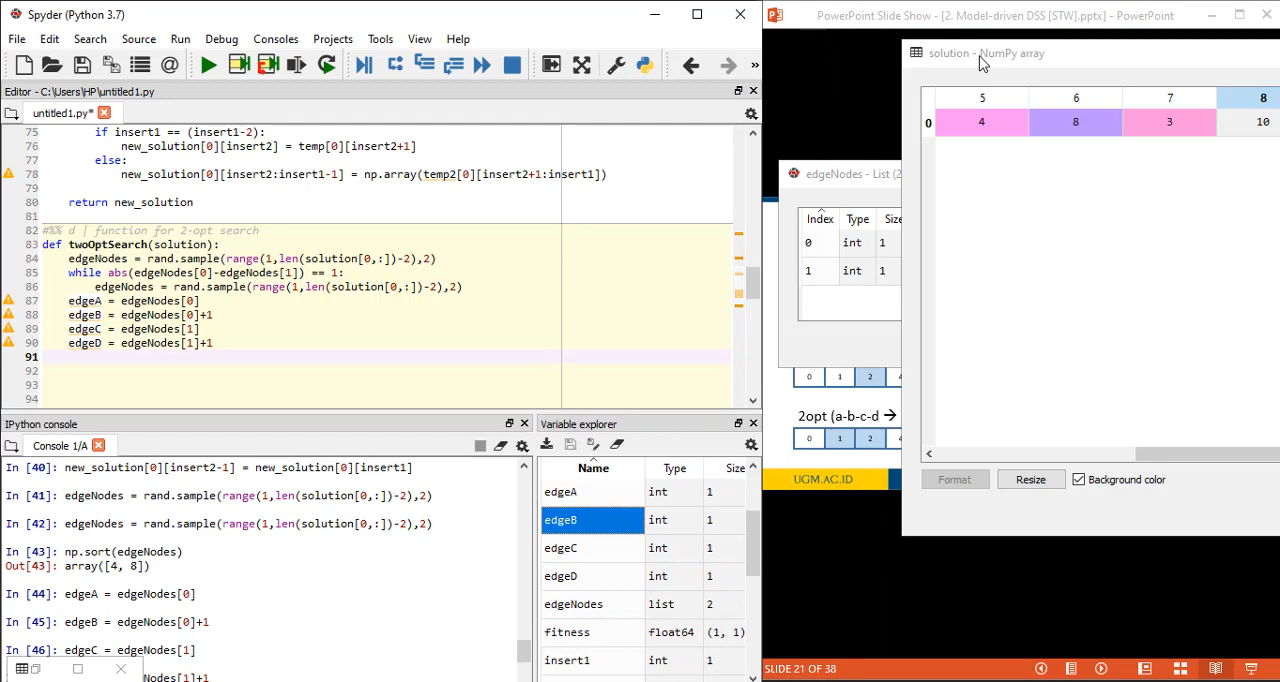 Spyder (Python 3.7)
File Edit Search Source Run Debug Consoles Projects Tools View Help
Editor - C:\Users\HP\untitled1.py
untitled1.py*
75 if insert1 == (insert1-2):
76 new_solution[0][insert2] = temp[0][insert2+1]
77 else:
78 new_solution[0][insert2:insert1-1] = np.array(temp2[0][insert2+1:insert1])
79
80 return new_solution
81
82 #%% d | function for 2-opt search
83 def twoOptSearch(solution):
84 edgeNodes = rand.sample(range(1,len(solution[0,:])-2),2)
85 while abs(edgeNodes[0]-edgeNodes[1]) == 1:
86 edgeNodes = rand.sample(range(1,len(solution[0,:])-2),2)
87 edgeA = edgeNodes[0]
88 edgeB = edgeNodes[0]+1
89 edgeC = edgeNodes[1]
90 edgeD = edgeNodes[1]+1
91
92
93
94
IPython console
Console 1/A
In [40]: new_solution[0][insert2-1] = new_solution[0][insert1]
In [41]: edgeNodes = rand.sample(range(1,len(solution[0,:])-2),2)
In [42]: edgeNodes = rand.sample(range(1,len(solution[0,:])-2),2)
In [43]: np.sort(edgeNodes)
Out[43]: array([4, 8])
In [44]: edgeA = edgeNodes[0]
In [45]: edgeB = edgeNodes[0]+1
In [46]: edgeC = edgeNodes[1]
Nodes[1]+1
Variable explorer
Name Type Size
edgeA int 1
edgeB int 1
edgeC int 1
edgeD int 1
edgeNodes list 2
fitness float64 (1, 1)
insert1 int 1
PowerPoint Slide Show - [2. Model-driven DSS [STW].pptx] - PowerPoint
solution - NumPy array
5 6 7 8
0 4 8 3 10
Format Resize Background color
edgeNodes - List (2
Index Type Size
0 int 1
1 int 1
0 1 2 4
2opt (a-b-c-d →
0 1 2 4
UGM.AC.ID
SLIDE 21 OF 38